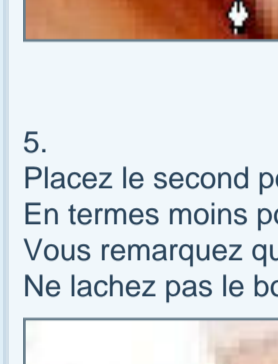 5.
Placez le second
En termes moins
Vous remarquez
Ne lachez pas le